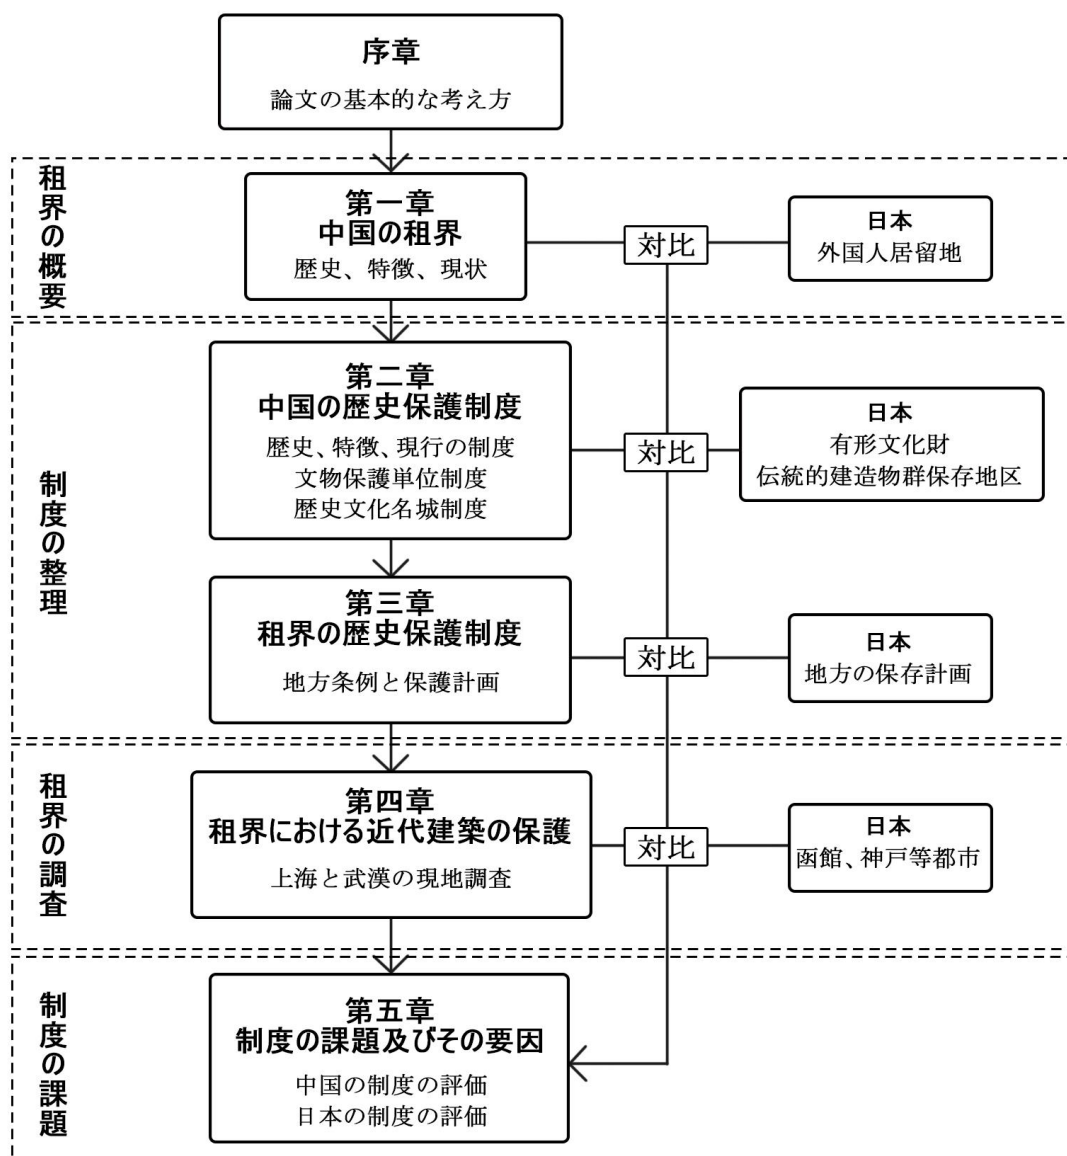 序章
論文の基本的な考え方
租界の概要
第一章
中国の租界
歴史、特徴、現状
対比
日本
外国人居留地
制度の整理
第二章
中国の歴史保護制度
歴史、特徴、現行の制度
文物保護単位制度
歴史文化名城制度
対比
日本
有形文化財
伝統的建造物群保存地区
第三章
租界の歴史保護制度
地方条例と保護計画
対比
日本
地方の保存計画
租界の調査
第四章
租界における近代建築の保護
上海と武漢の現地調査
対比
日本
函館、神戸等都市
制度の課題
第五章
制度の課題及びその要因
中国の制度の評価
日本の制度の評価